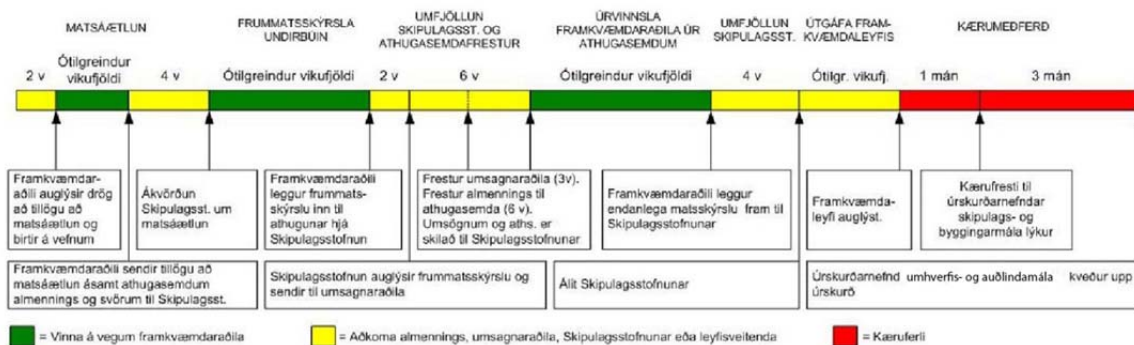 MATSÁÆTLUN
FRUMMATSSKÝRSLA
UNDIRBÚIN
UMFJÖLLUN
SKIPULAGSST. OG
ATHUGASEMDAFRESTUR
ÚRVINNSLA
FRAMKVÆMDARAÐILA ÚR
ATHUGASEMDUM
UMFJÖLLUN
SKIPULAGSST.
ÚTGÁFA FRAM-
KVÆMDALEYFIS
KÆRUMEÐFERÐ
2 v
Ótilgreindur
vikufjöldi
4 v
Ótilgreindur vikufjöldi
2 v
6 v
Ótilgreindur vikufjöldi
4 v
Ótilgr. vikufj.
1 mán
3 mán
Framkvæmdar-
aðili auglýsir drög
að tillögu að
matsáætlun og
birtir á vefnum
Ákvörðun
Skipulagsst. um
matsáætlun
Framkvæmdaraðili
leggur frummats-
skýrslu inn til
athugunar hjá
Skipulagsstofnun
Frestur umsagnaraðila (3v).
Frestur almennings til
athugasemda (6 v).
Umsögnum og aths. er
skilað til Skipulagsstofnunar
Framkvæmdaraðili leggur
endanlega matsskýrslu fram til
Skipulagsstofnunar
Framkvæmda-
leyfi auglýst.
Kærufresti til
úrskurðarnefndar
skipulags- og
byggingarmála lýkur
Framkvæmdaraðili sendir tillögu að
matsáætlun ásamt athugasemdum
almennings og svörum til Skipulagsst.
Skipulagsstofnun auglýsir frummatsskýrslu og
sendir til umsagnaraðila
Álit Skipulagsstofnunar
Úrskurðarnefnd umhverfis- og auðlindamála kveður upp
úrskurð
= Vinna á vegum framkvæmdaraðila
= Aðkoma almennings, umsagnaraðila, Skipulagsstofnunar eða leyfisveitenda
= Kæruferli